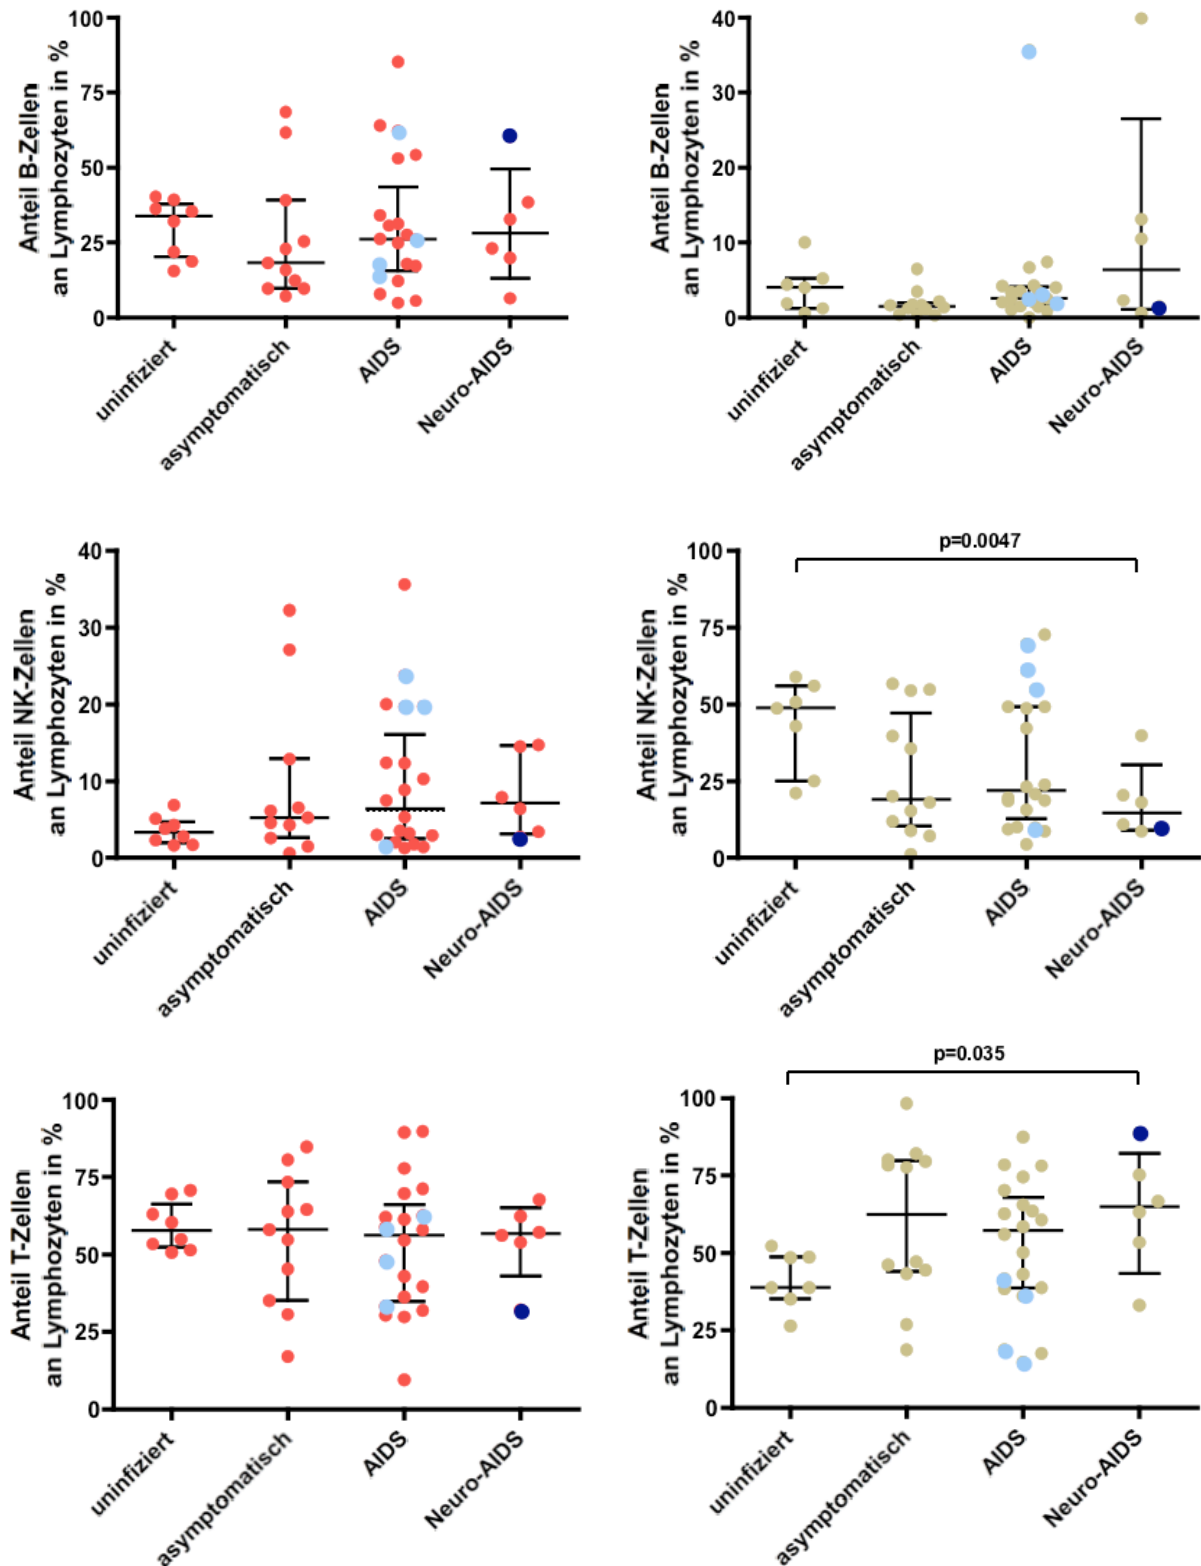 Anteil B-Zellen
an Lymphozyten in %
100
75
50
25
0
uninfiziert
asymptomatisch
AIDS
Neuro-AIDS
Anteil B-Zellen
an Lymphozyten in %
40
30
20
10
0
uninfiziert
asymptomatisch
AIDS
Neuro-AIDS
Anteil NK-Zellen
an Lymphozyten in %
40
30
20
10
0
uninfiziert
asymptomatisch
AIDS
Neuro-AIDS
p=0.0047
Anteil NK-Zellen
an Lymphozyten in %
100
75
50
25
0
uninfiziert
asymptomatisch
AIDS
Neuro-AIDS
Anteil T-Zellen
an Lymphozyten in %
100
75
50
25
0
uninfiziert
asymptomatisch
AIDS
Neuro-AIDS
p=0.035
Anteil T-Zellen
an Lymphozyten in %
100
75
50
25
0
uninfiziert
asymptomatisch
AIDS
Neuro-AIDS